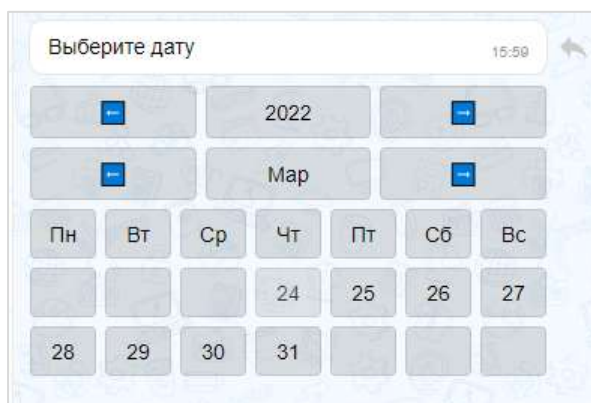 Выберите дату 15:59
← 2022 →
← Мар →
Пн Вт Ср Чт Пт Сб Вс
24 25 26 27
28 29 30 31